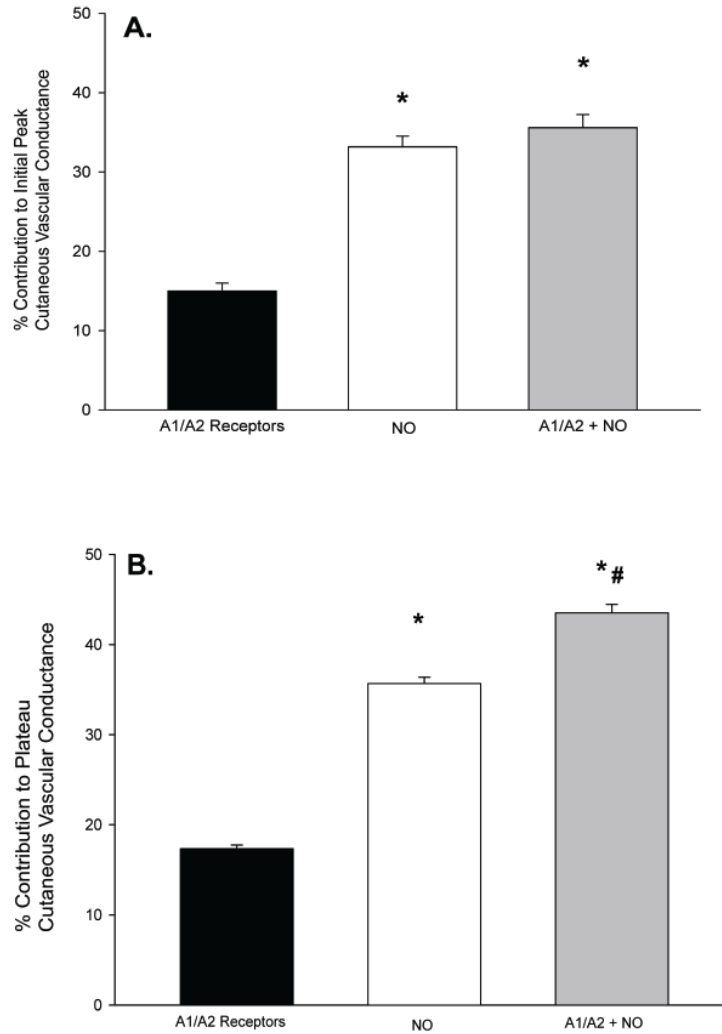 A.
% Contribution to Initial Peak
Cutaneous Vascular Conductance
50
40
30
20
10
0
*
*
A1/A2 Receptors
NO
A1/A2 + NO
B.
% Contribution to Plateau
Cutaneous Vascular Conductance
50
40
30
20
10
0
*
*#
A1/A2 Receptors
NO
A1/A2 + NO